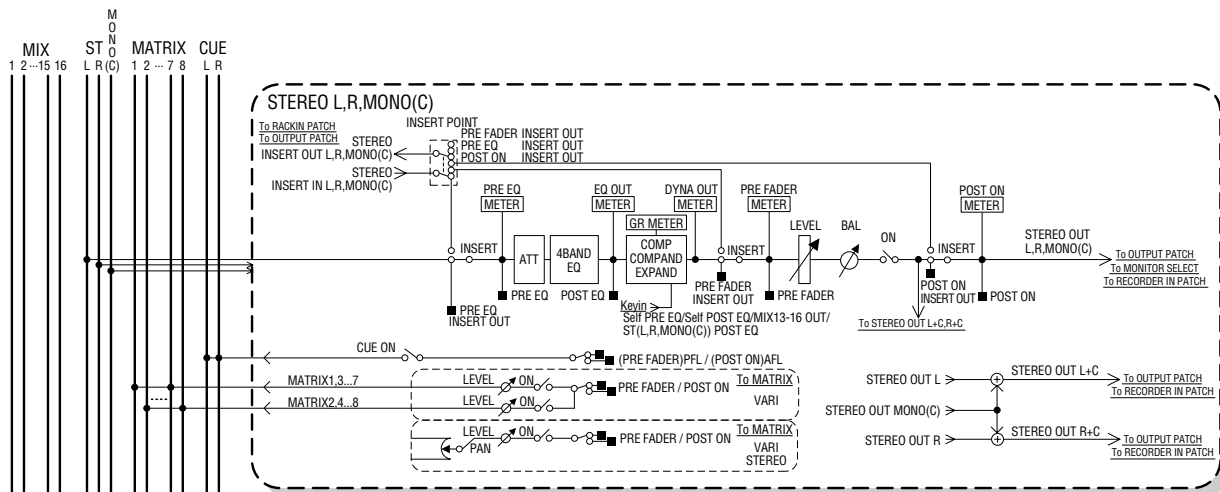 MONO
MIX
ST
(C)
MATRIX
CUE
1 2 ··· 15 16
L R (C)
1 2 ··· 7 8
L R
STEREO L,R,MONO(C)
To RACKIN PATCH
To OUTPUT PATCH
INSERT POINT
STEREO
INSERT OUT L,R,MONO(C)
STEREO
INSERT IN L,R,MONO(C)
PRE FADER INSERT OUT
PRE EQ INSERT OUT
POST ON INSERT OUT
PRE EQ
METER
EQ OUT
METER
DYNA OUT
METER
PRE FADER
METER
POST ON
METER
GR METER
INSERT
ATT
4BAND
EQ
COMP
COMPAND
EXPAND
INSERT
LEVEL
BAL
ON
INSERT
STEREO OUT
L,R,MONO(C)
To OUTPUT PATCH
To MONITOR SELECT
To RECORDER IN PATCH
PRE EQ
INSERT OUT
PRE EQ
POST EQ
PRE FADER
INSERT OUT
PRE FADER
POST ON
INSERT OUT
POST ON
Keyin
Self PRE EQ/Self POST EQ/MIX13-16 OUT/
ST(L,R,MONO(C)) POST EQ
To STEREO OUT L+C,R+C
CUE ON
(PRE FADER)PFL / (POST ON)AFL
MATRIX1,3...7
LEVEL
ON
PRE FADER / POST ON
To MATRIX
VARI
MATRIX2,4...8
LEVEL
ON
LEVEL
PAN
ON
PRE FADER / POST ON
To MATRIX
VARI
STEREO
STEREO OUT L
STEREO OUT L+C
To OUTPUT PATCH
To RECORDER IN PATCH
STEREO OUT MONO(C)
STEREO OUT R
STEREO OUT R+C
To OUTPUT PATCH
To RECORDER IN PATCH